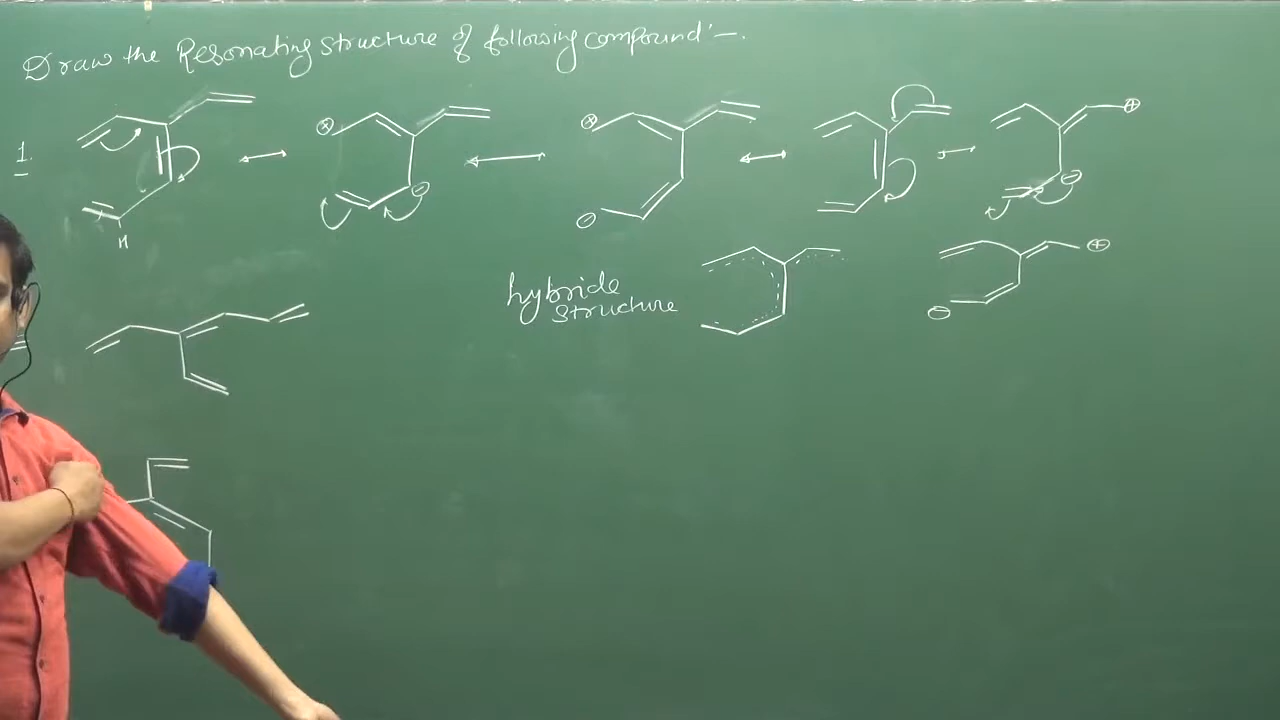 Draw the Resonating structure of following compound:-.
1.
⊕ ⊖
⊕ ⊖
⊕ ⊖
H
hybride
structure
⊕ ⊖